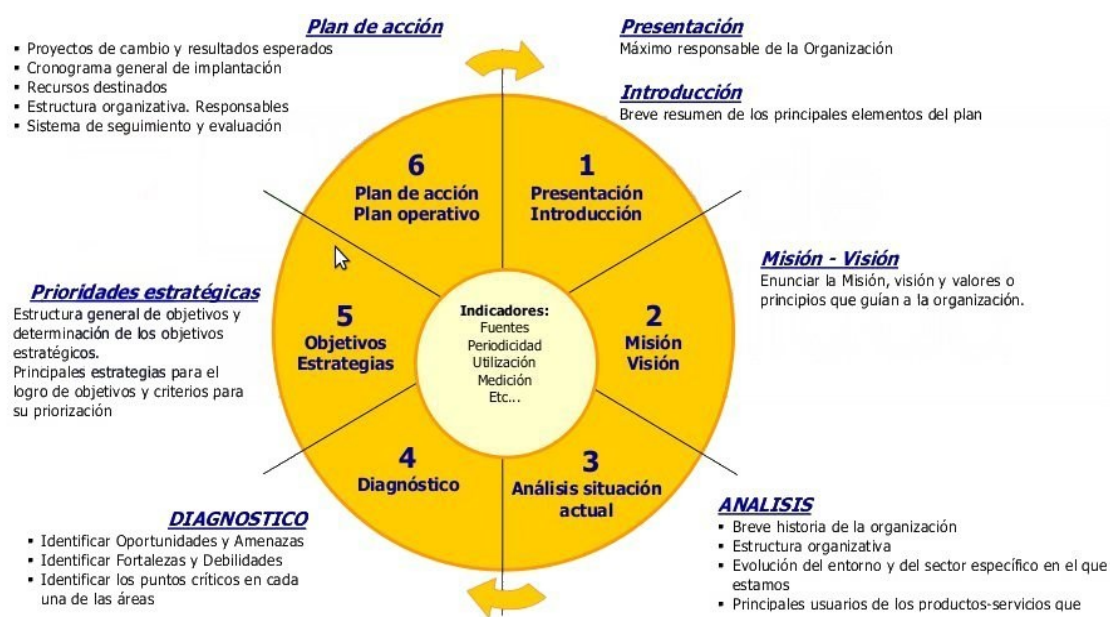 Plan de acción
▪ Proyectos de cambio y resultados esperados
▪ Cronograma general de implantación
▪ Recursos destinados
▪ Estructura organizativa. Responsables
▪ Sistema de seguimiento y evaluación
Presentación
Máximo responsable de la Organización
Introducción
Breve resumen de los principales elementos del plan
6
Plan de acción
Plan operativo
1
Presentación
Introducción
Misión - Visión
Enunciar la Misión, visión y valores o
principios que guían a la organización.
Prioridades estratégicas
Estructura general de objetivos y
determinación de los objetivos
estratégicos.
Principales estrategias para el
logro de objetivos y criterios para
su priorización
5
Objetivos
Estrategias
Indicadores:
Fuentes
Periodicidad
Utilización
Medición
Etc...
2
Misión
Visión
4
Diagnóstico
3
Análisis situación
actual
DIAGNOSTICO
▪ Identificar Oportunidades y Amenazas
▪ Identificar Fortalezas y Debilidades
▪ Identificar los puntos críticos en cada
una de las áreas
ANALISIS
▪ Breve historia de la organización
▪ Estructura organizativa
▪ Evolución del entorno y del sector específico en el que
estamos
▪ Principales usuarios de los productos-servicios que